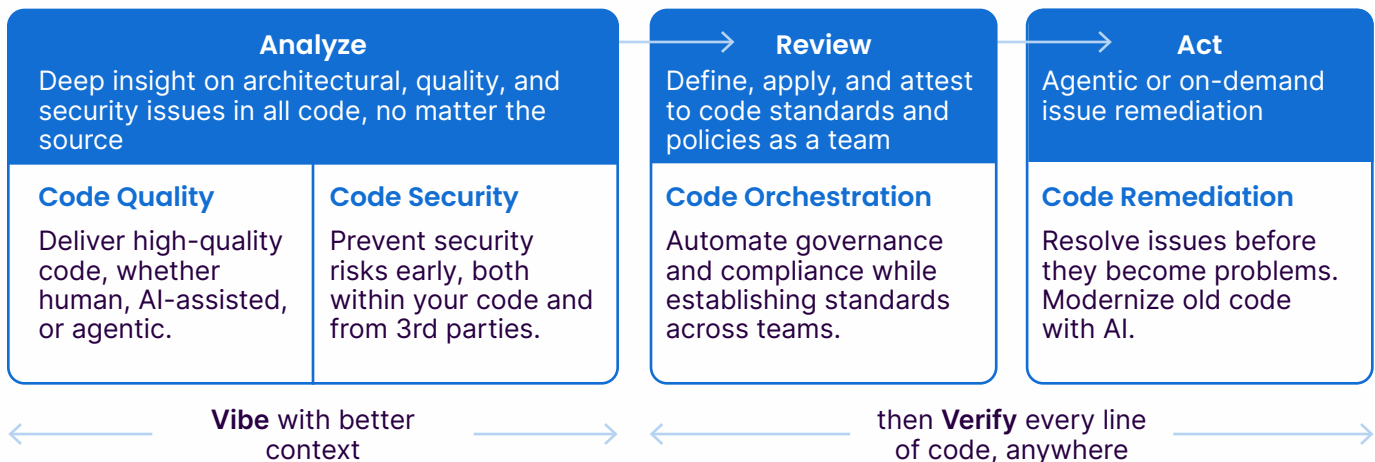 Analyze
Deep insight on architectural, quality, and
security issues in all code, no matter the
source
Code Quality
Deliver high-quality
code, whether
human, AI-assisted,
or agentic.
Code Security
Prevent security
risks early, both
within your code and
from 3rd parties.
Review
Define, apply, and attest
to code standards and
policies as a team
Code Orchestration
Automate governance
and compliance while
establishing standards
across teams.
Act
Agentic or on-demand
issue remediation
Code Remediation
Resolve issues before
they become problems.
Modernize old code
with AI.
Vibe with better
context
then Verify every line
of code, anywhere